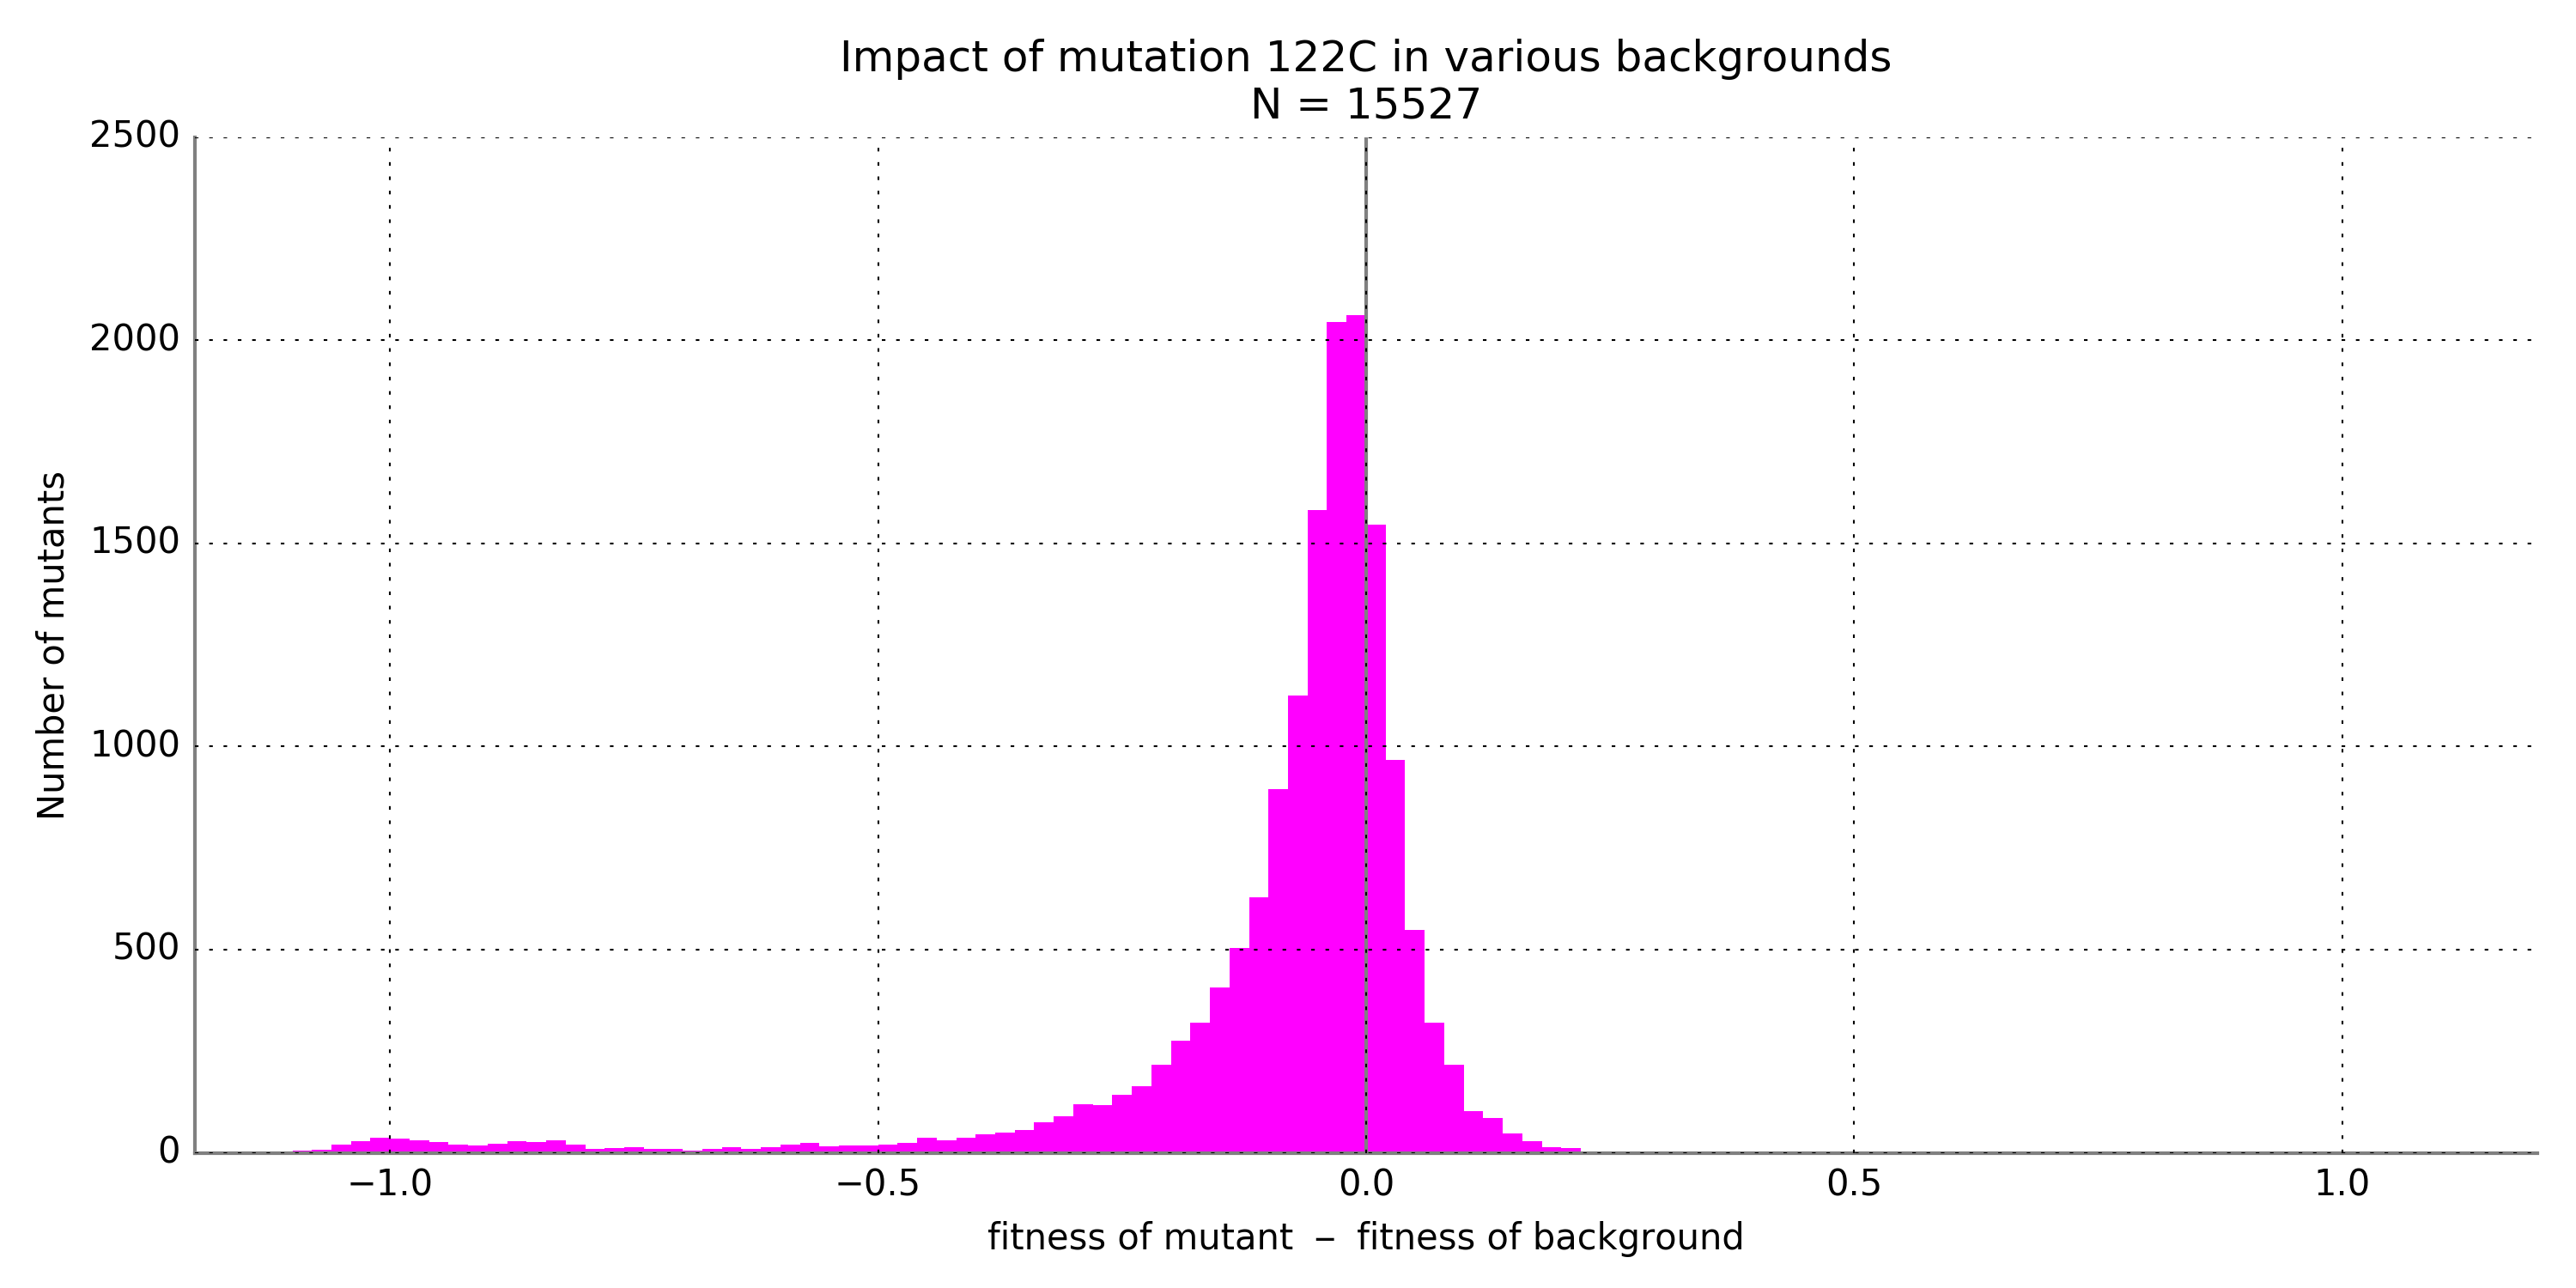 Impact of mutation 122C in various backgrounds
N = 15527
2500
2000
1500
1000
500
0
Number of mutants
−1.0 −0.5 0.0 0.5 1.0
fitness of mutant – fitness of background